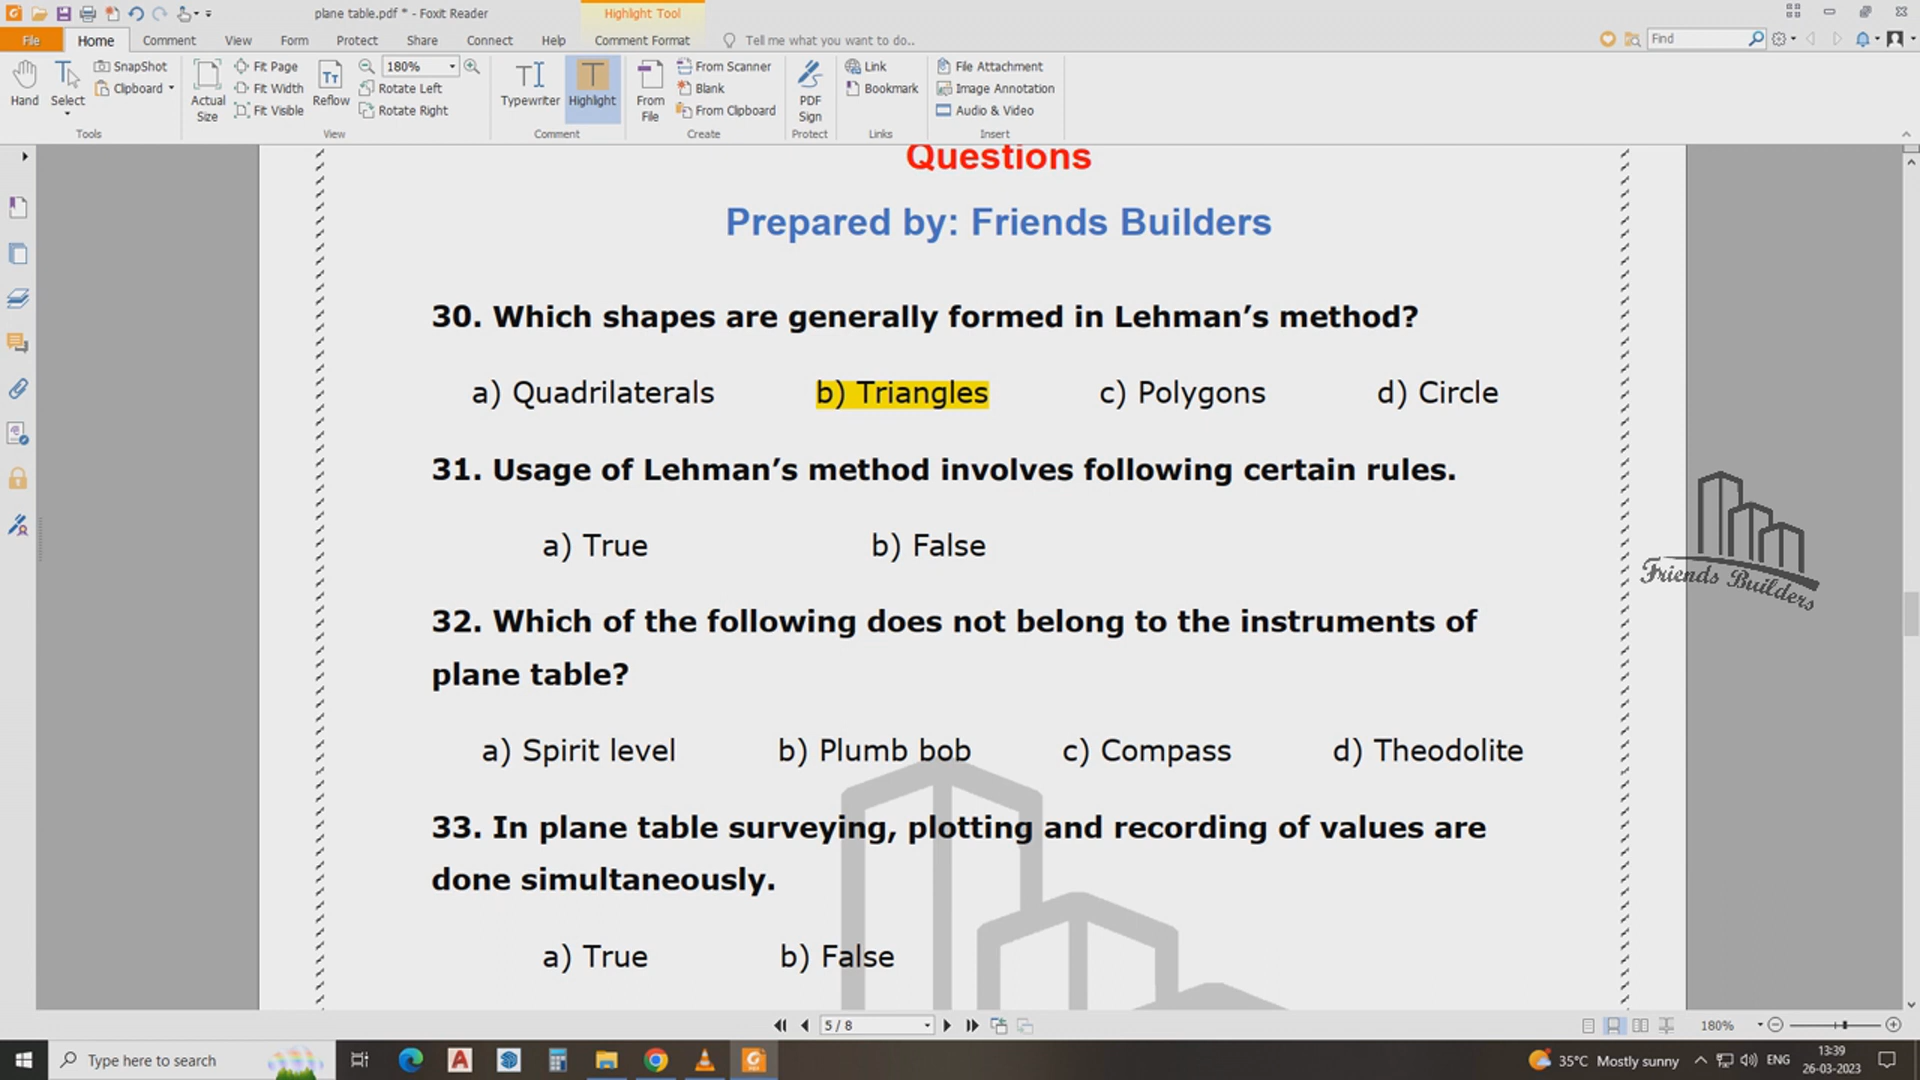 plane table.pdf * - Foxit Reader
Highlight Tool
File
Home
Comment
View
Form
Protect
Share
Connect
Help
Comment Format
Tell me what you want to do..
Find
Hand
Select
SnapShot
Clipboard
Tools
Actual Size
Fit Page
Fit Width
Fit Visible
Reflow
180%
Rotate Left
Rotate Right
View
Typewriter
Highlight
Comment
From File
From Scanner
Blank
From Clipboard
Create
PDF Sign
Protect
Link
Bookmark
Links
File Attachment
Image Annotation
Audio & Video
Insert
Questions
Prepared by: Friends Builders
30. Which shapes are generally formed in Lehman’s method?
a) Quadrilaterals b) Triangles c) Polygons d) Circle
31. Usage of Lehman’s method involves following certain rules.
a) True b) False
Friends Builders
32. Which of the following does not belong to the instruments of
plane table?
a) Spirit level b) Plumb bob c) Compass d) Theodolite
33. In plane table surveying, plotting and recording of values are
done simultaneously.
a) True b) False
5 / 8
180%
Type here to search
35°C Mostly sunny
ENG
13:39
26-03-2023